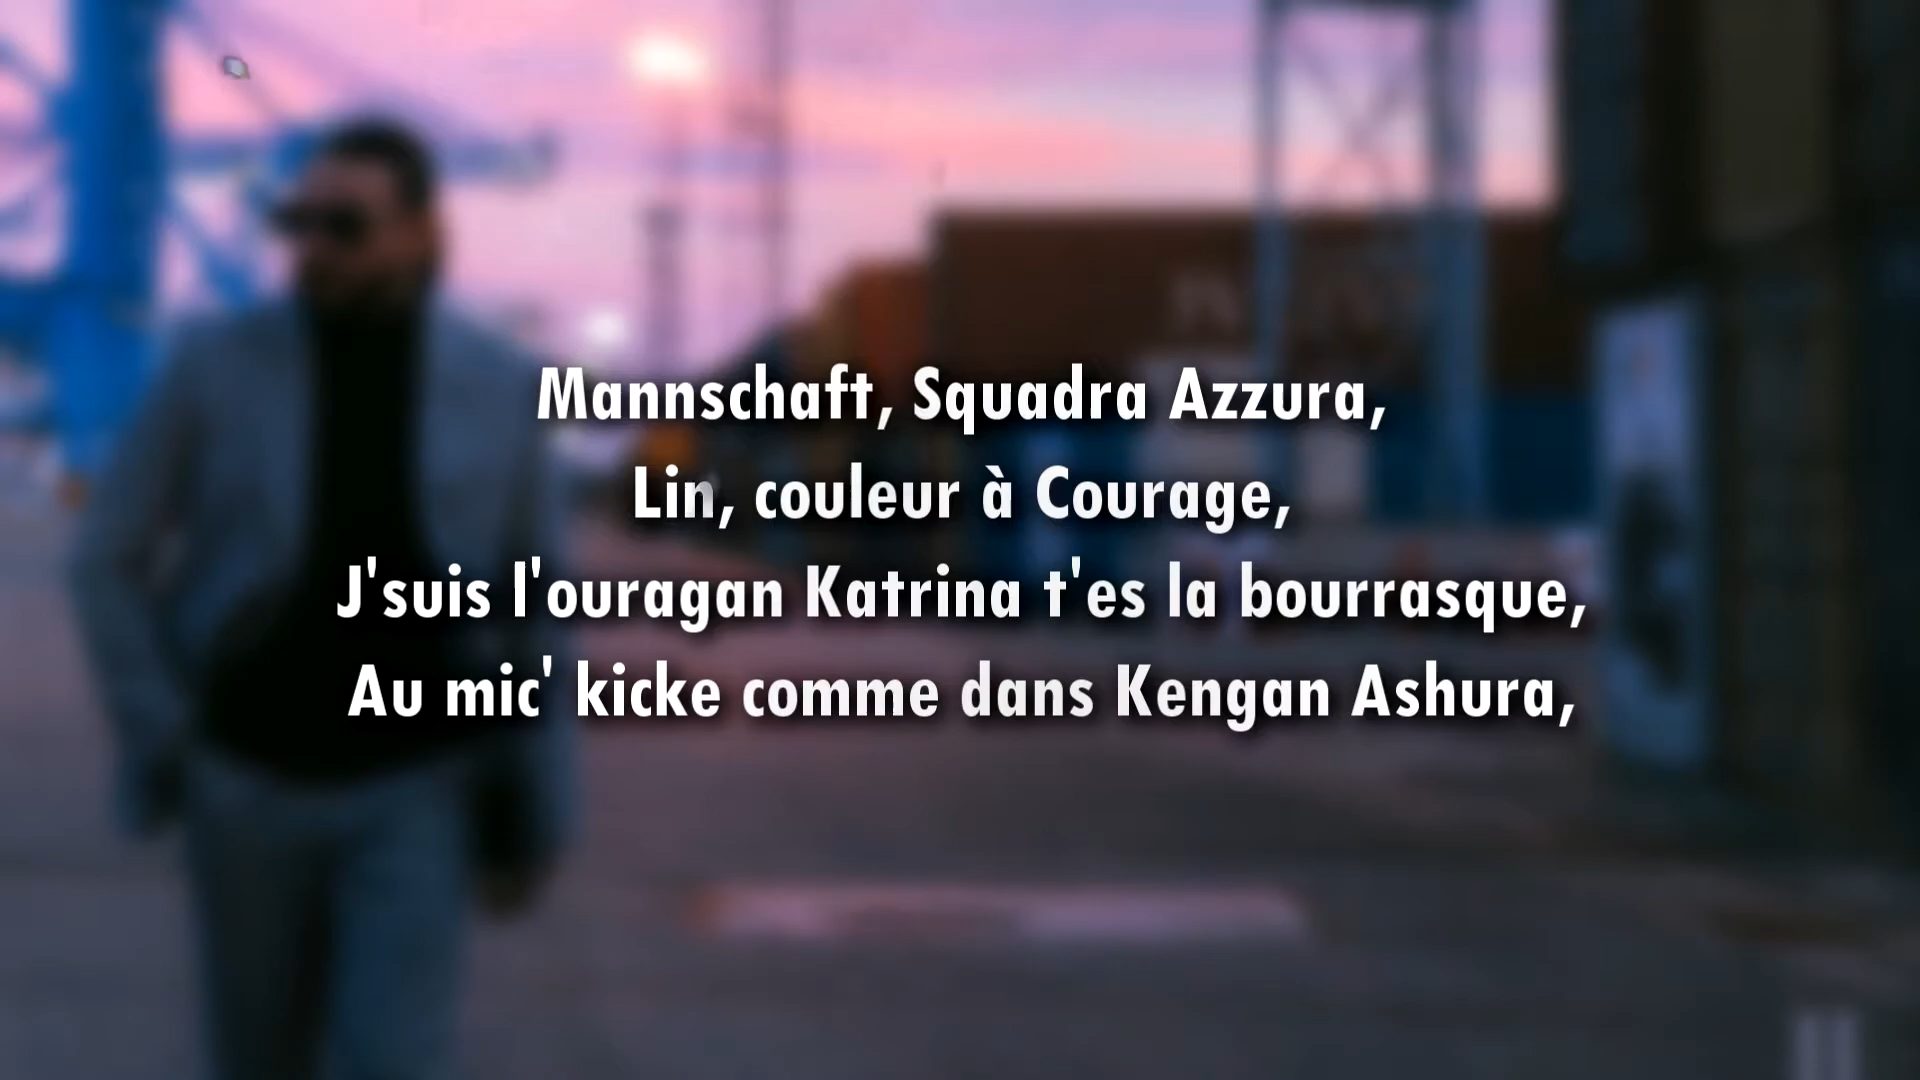 Mannschaft, Squadra Azzura,
Lin, couleur à Courage,
J'suis l'ouragan Katrina t'es la bourrasque,
Au mic' kicke comme dans Kengan Ashura,